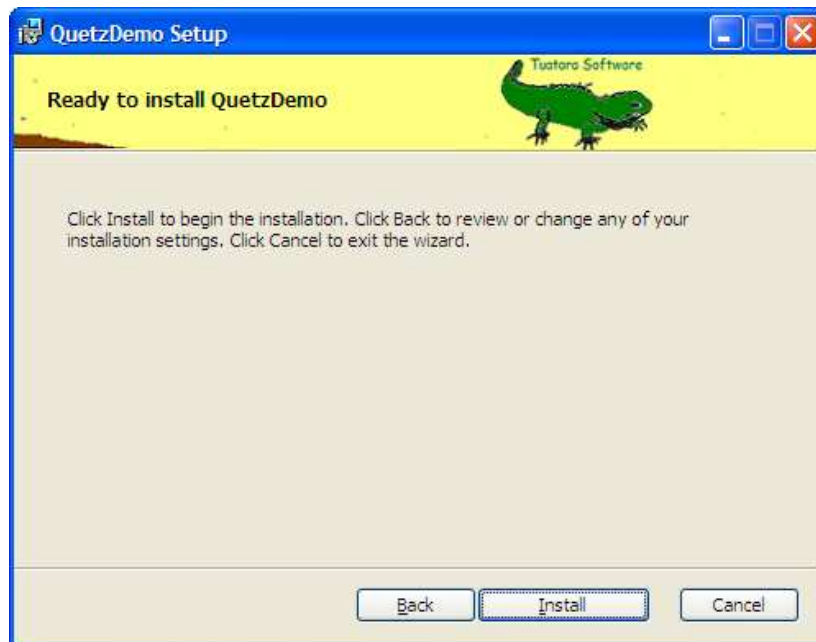 QuetzDemo Setup
Tuatara Software
Ready to install QuetzDemo
Click Install to begin the installation. Click Back to review or change any of your
installation settings. Click Cancel to exit the wizard.
Back
Install
Cancel